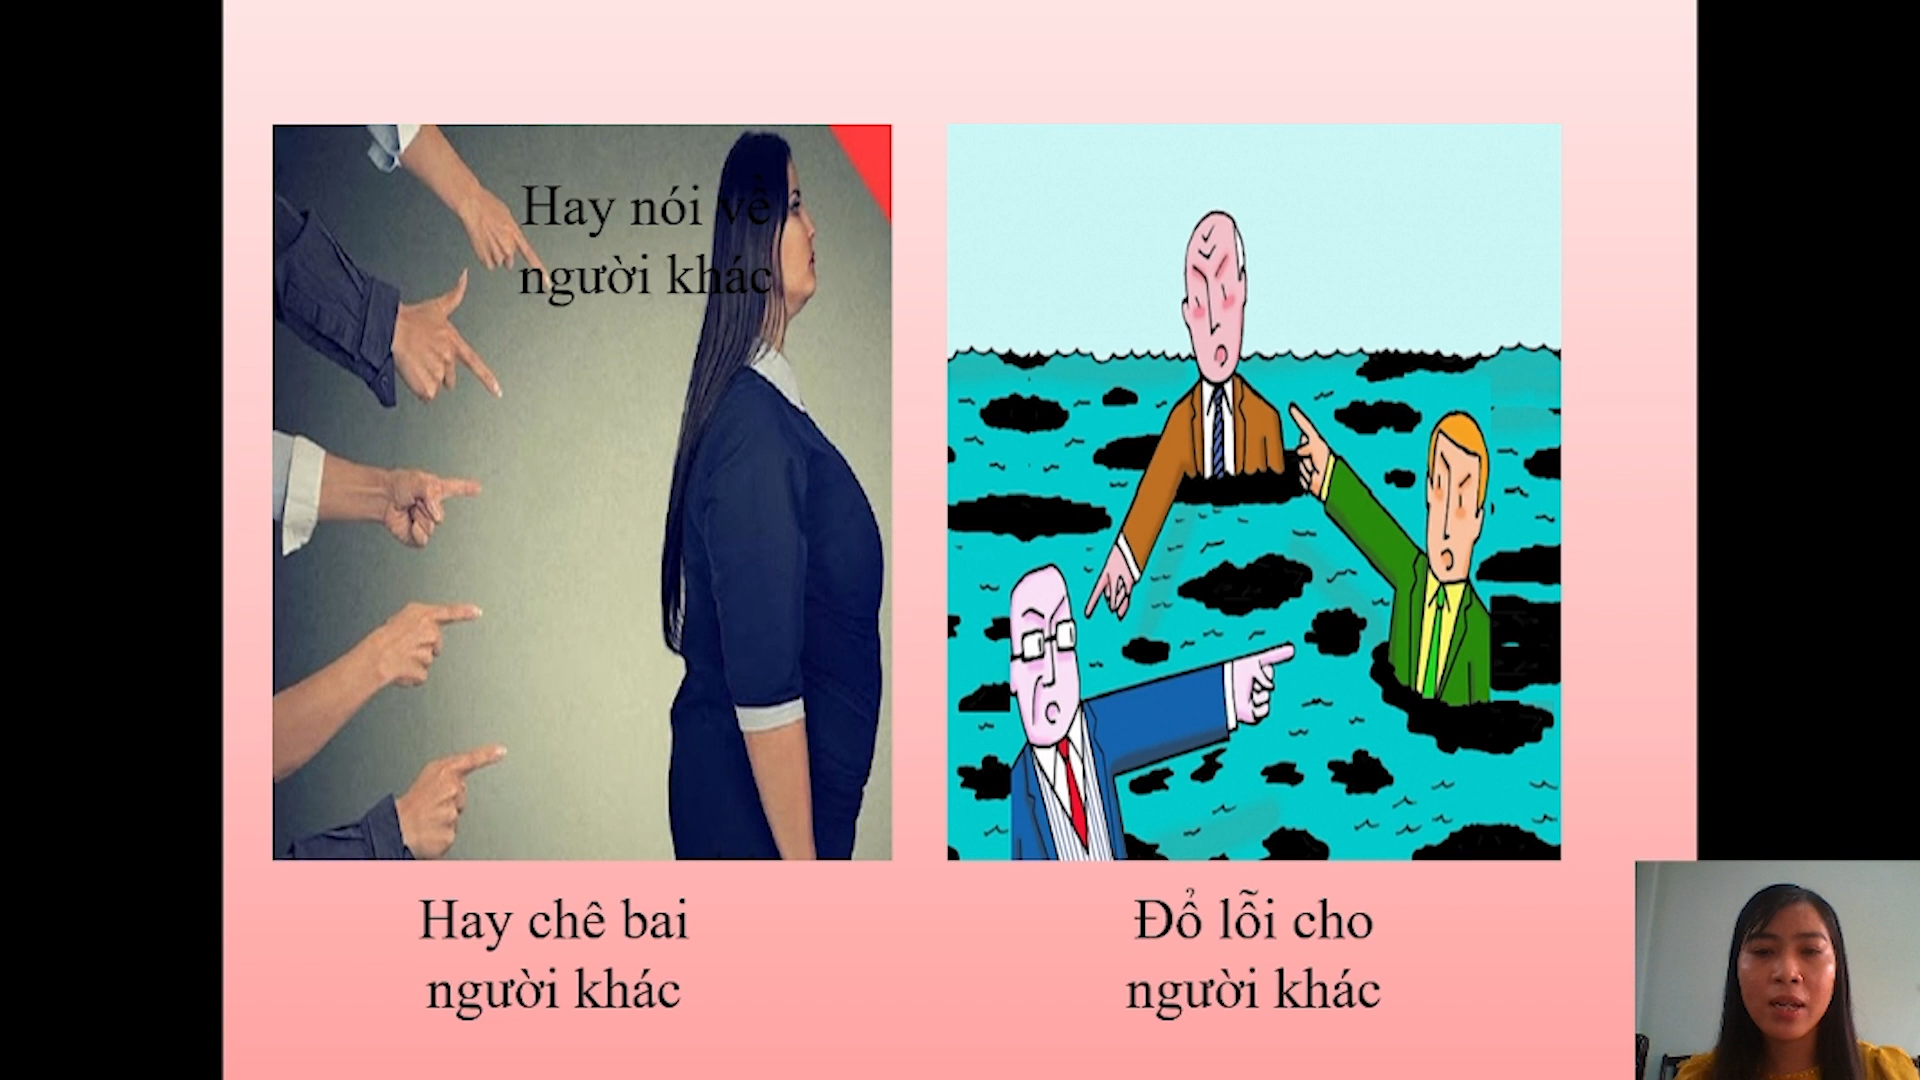 Hay nói về
người khác
Hay chê bai
người khác
Đổ lỗi cho
người khác